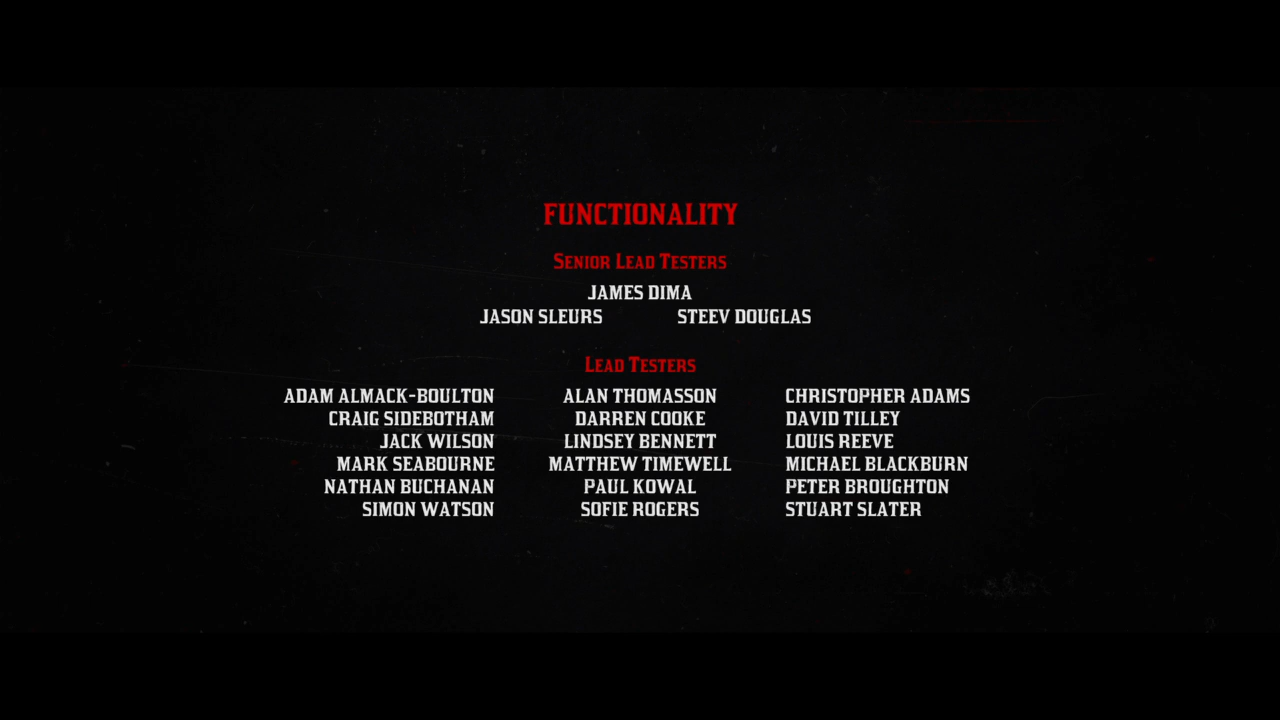 FUNCTIONALITY
SENIOR LEAD TESTERS
JAMES DIMA
JASON SLEURS STEEV DOUGLAS
LEAD TESTERS
ADAM ALMACK-BOULTON ALAN THOMASSON CHRISTOPHER ADAMS
CRAIG SIDEBOTHAM DARREN COOKE DAVID TILLEY
JACK WILSON LINDSEY BENNETT LOUIS REEVE
MARK SEABOURNE MATTHEW TIMEWELL MICHAEL BLACKBURN
NATHAN BUCHANAN PAUL KOWAL PETER BROUGHTON
SIMON WATSON SOFIE ROGERS STUART SLATER